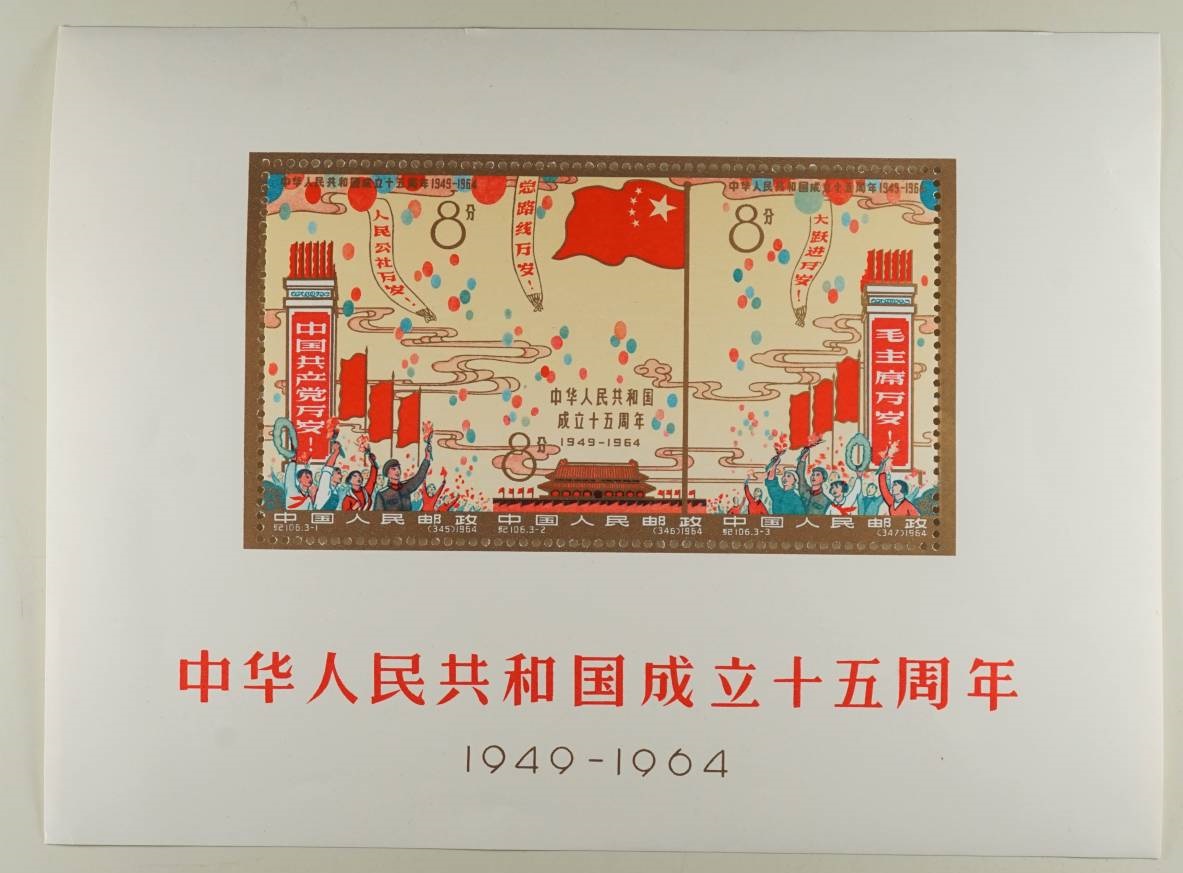 中华人民共和国成立十五周年1949-1964
8分
人民公社万岁!
总路线万岁!
中华人民共和国成立十五周年1949-1964
8分
大跃进万岁!
中国共产党万岁!
毛主席万岁!
中华人民共和国
成立十五周年
1949-1964
8分
中国人民邮政
纪106.3-1
(345)1964
中国人民邮政
纪106.3-2
(346)1964
中国人民邮政
纪106.3-3
(347)1964
中华人民共和国成立十五周年
1949-1964